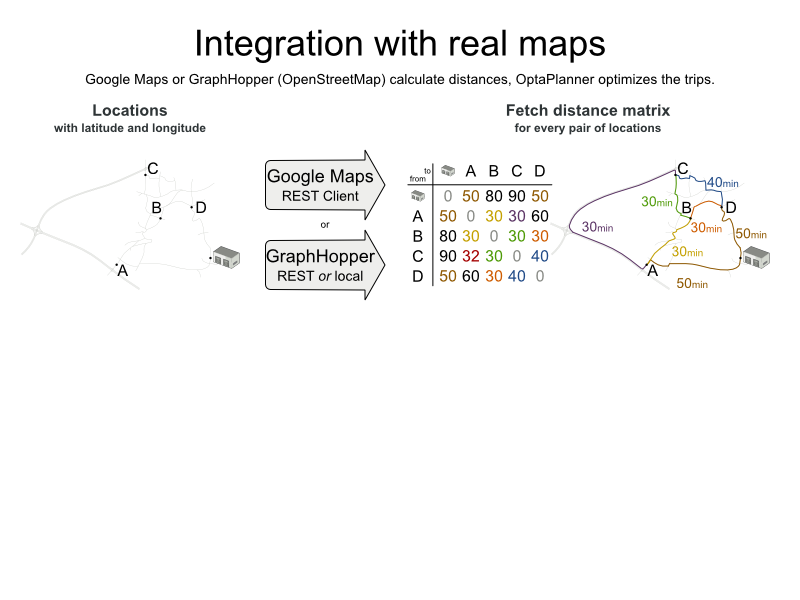 Integration with real maps
Google Maps or GraphHopper (OpenStreetMap) calculate distances, OptaPlanner optimizes the trips.
Locations
with latitude and longitude
C
B
D
A
Google Maps
REST Client
or
GraphHopper
REST or local
Fetch distance matrix
for every pair of locations
to
from
A B C D
0 50 80 90 50
A 50 0 30 30 60
B 80 30 0 30 30
C 90 32 30 0 40
D 50 60 30 40 0
C
40min
30min
B
D
30min
30min
50min
30min
A
50min